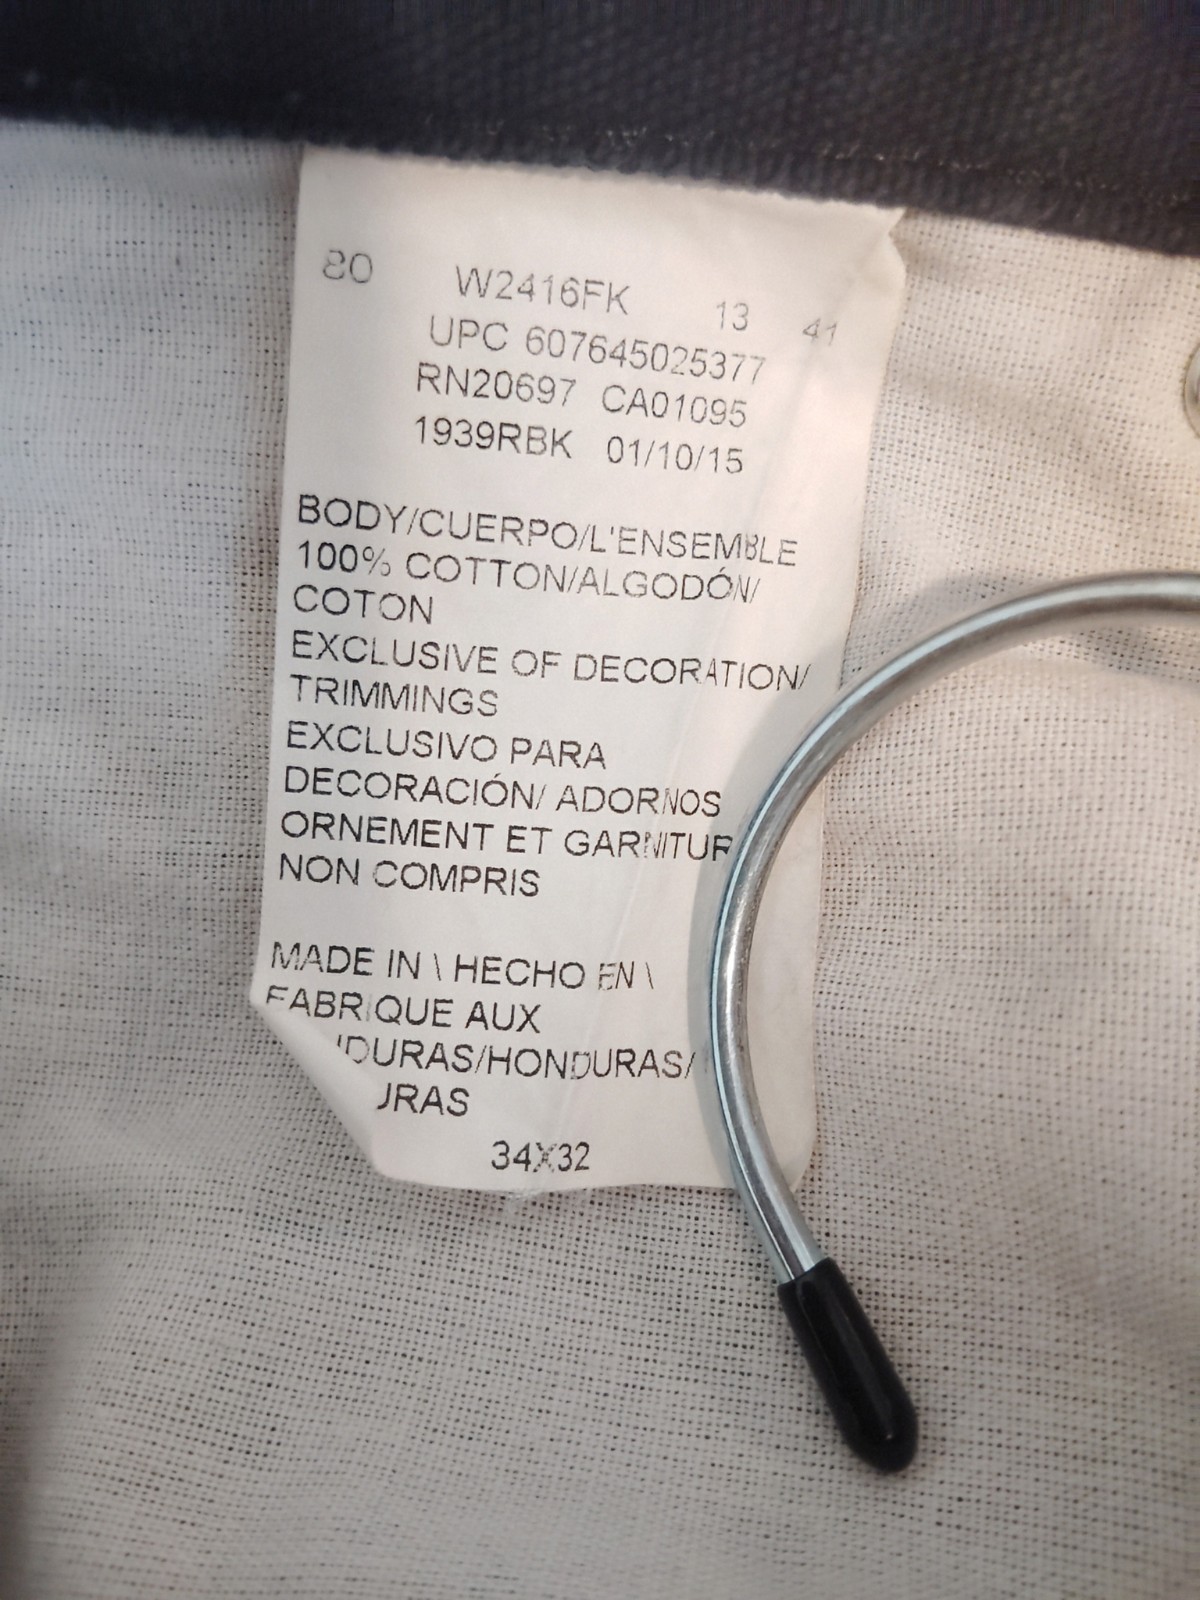 80 W2416FK 13 41
UPC 607645025377
RN20697 CA01095
1939RBK 01/10/15
BODY/CUERPO/L'ENSEMBLE
100% COTTON/ALGODÓN/
COTON
EXCLUSIVE OF DECORATION/
TRIMMINGS
EXCLUSIVO PARA
DECORACIÓN/ ADORNOS
ORNEMENT ET GARNITUR
NON COMPRIS
MADE IN \ HECHO EN \
FABRIQUE AUX
DURAS/HONDURAS/
URAS
34X32